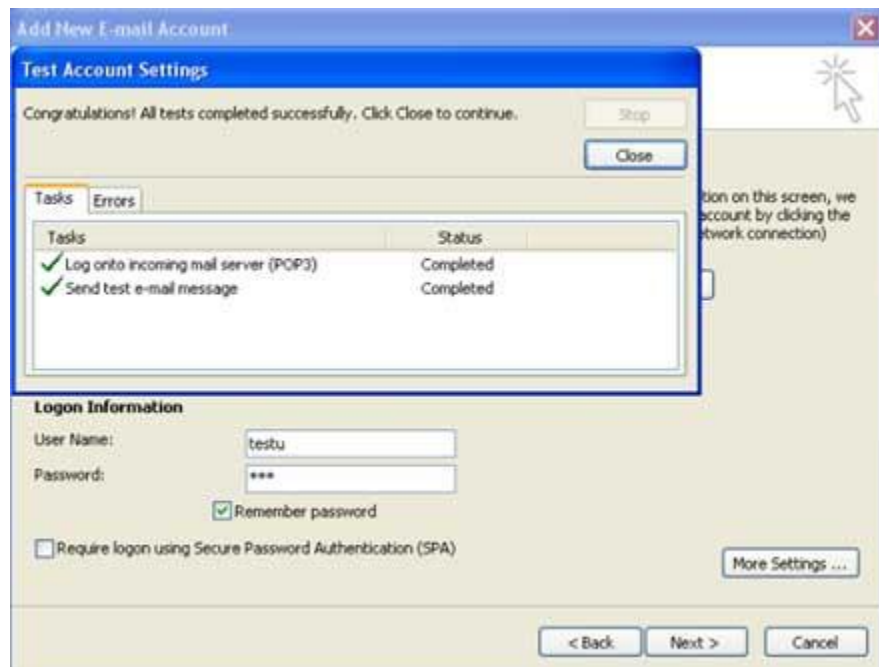 Add New E-mail Account
Test Account Settings
Congratulations! All tests completed successfully. Click Close to continue.
Stop
Close
Tasks
Errors
Tasks Status
Log onto incoming mail server (POP3) Completed
Send test e-mail message Completed
tion on this screen, we
account by clicking the
etwork connection)
Logon Information
User Name: testu
Password: ***
Remember password
Require logon using Secure Password Authentication (SPA)
More Settings ...
< Back
Next >
Cancel